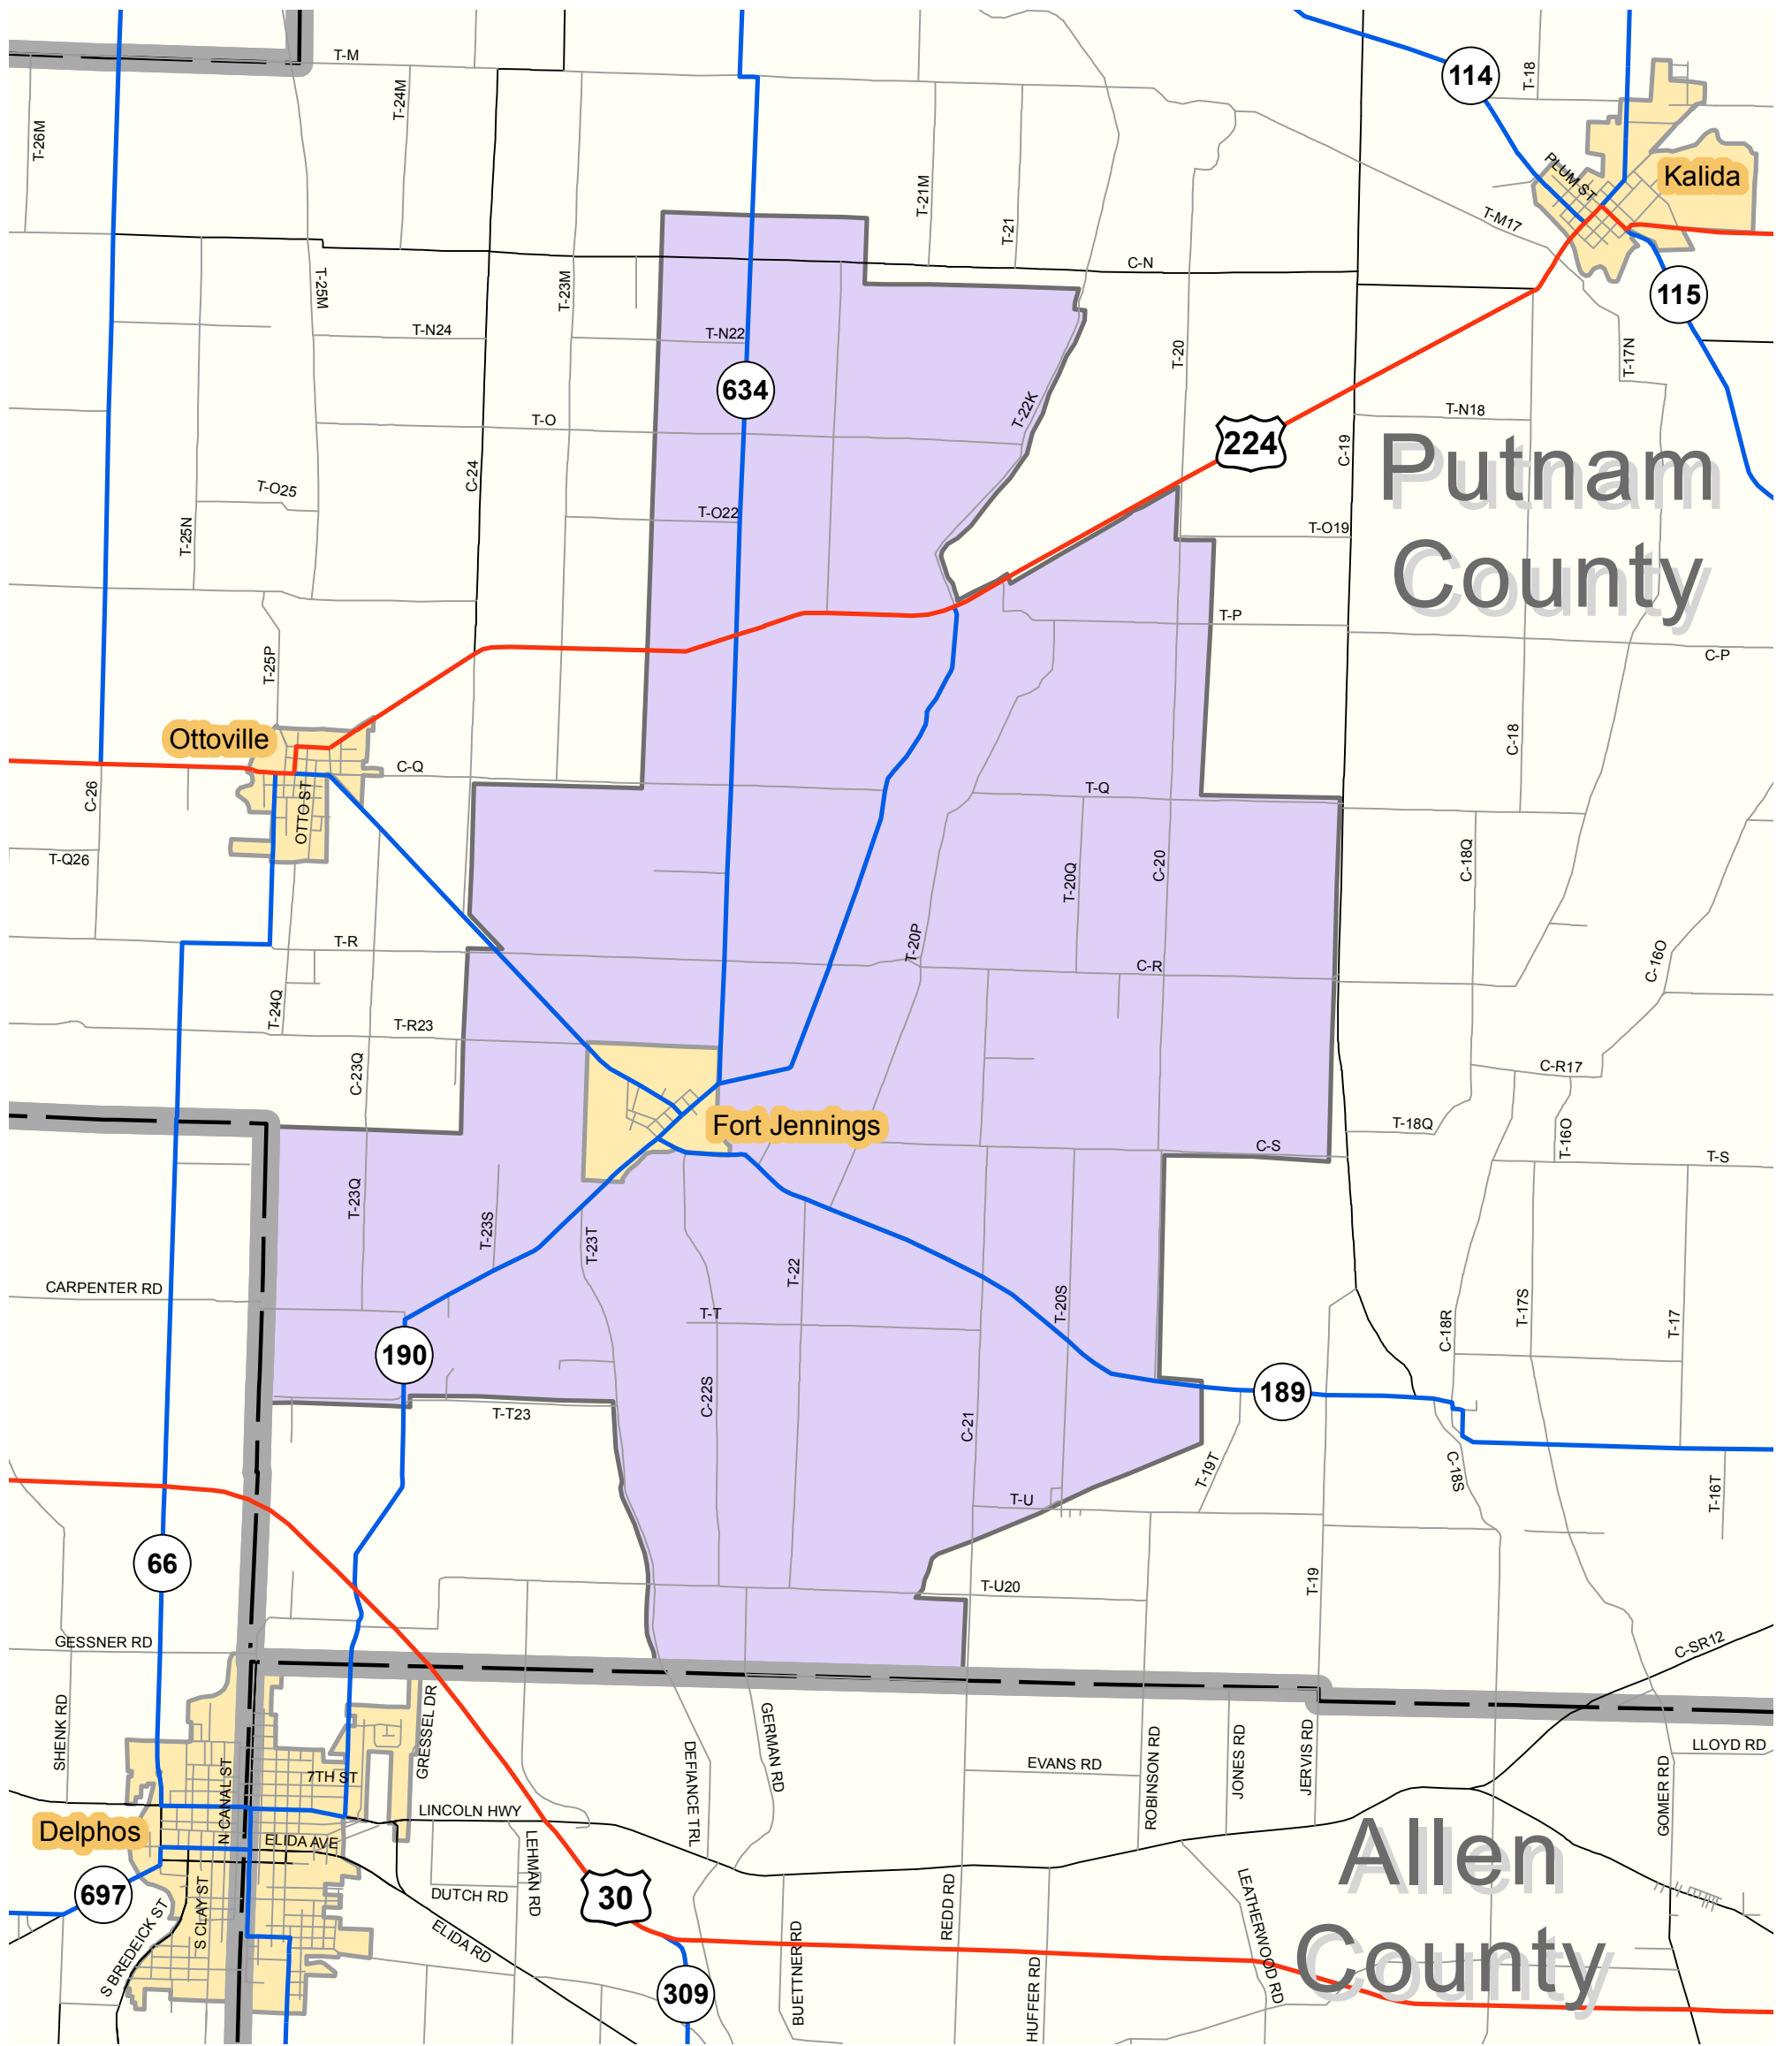 T-M
T-24M
T-26M
114
T-18
PLUM ST
Kalida
T-21M
T-21
T-M17
C-N
T-25M
T-23M
115
T-N24
T-N22
T-20
T-17N
634
T-22K
T-N18
T-O
224
C-19
C-24
Putnam
County
T-O25
T-O22
T-25N
T-O19
T-P
T-25P
C-P
Ottoville
C-18
C-Q
C-26
T-Q
OTTO ST
T-Q26
T-20Q
C-20
C-18Q
T-R
T-20P
C-R
C-16O
T-24Q
T-R23
C-23Q
C-R17
Fort Jennings
T-18Q
T-16O
C-S
T-S
T-23Q
T-23S
T-23T
T-22
CARPENTER RD
T-20S
T-T
T-17S
C-18R
T-17
190
C-22S
189
T-T23
C-21
T-19T
C-18S
T-U
T-16T
66
T-19
T-U20
GESSNER RD
C-SR12
SHENK RD
GRESSEL DR
GERMAN RD
DEFIANCE TRL
EVANS RD
ROBINSON RD
JONES RD
JERVIS RD
LLOYD RD
GOMER RD
7TH ST
N CANAL ST
LINCOLN HWY
Delphos
ELIDA AVE
Allen
County
697
LEHMAN RD
DUTCH RD
30
S CLAY ST
S BREDEICK ST
ELIDA RD
REDD RD
LEATHERWOOD RD
BUETTNER RD
HUFFER RD
309